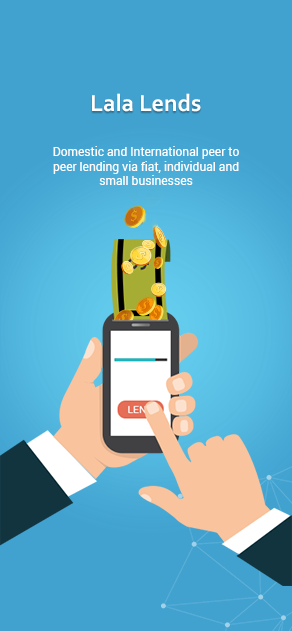 Lala Lends
Domestic and International peer to
peer lending via fiat, individual and
small businesses